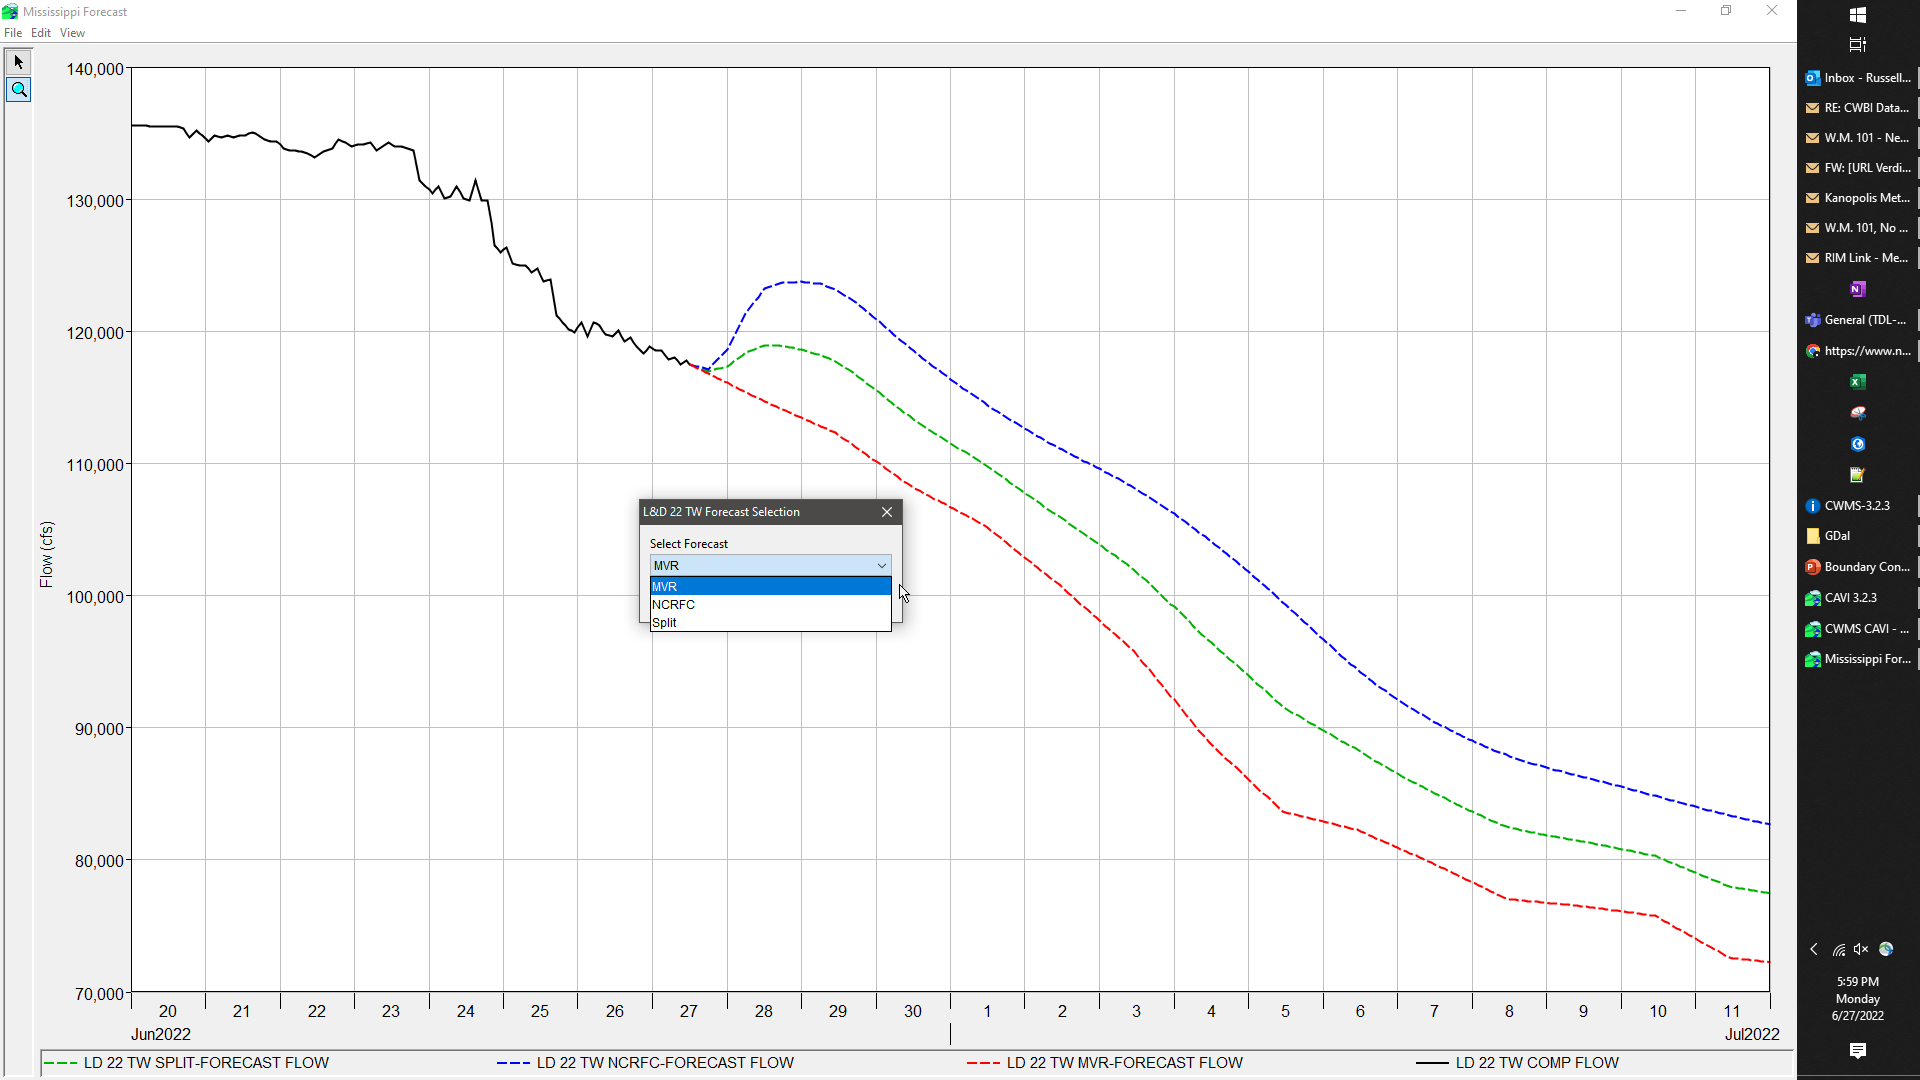 Mississippi Forecast
File Edit View
140,000
130,000
120,000
110,000
100,000
90,000
80,000
70,000
Flow (cfs)
L&D 22 TW Forecast Selection
Select Forecast
MVR
MVR
NCRFC
Split
20 21 22 23 24 25 26 27 28 29 30 1 2 3 4 5 6 7 8 9 10 11
Jun2022 Jul2022
LD 22 TW SPLIT-FORECAST FLOW LD 22 TW NCRFC-FORECAST FLOW LD 22 TW MVR-FORECAST FLOW LD 22 TW COMP FLOW
Inbox - Russell...
RE: CWBI Data...
W.M. 101 - Ne...
FW: [URL Verdi...
Kanopolis Met...
W.M. 101, No ...
RIM Link - Me...
General (TDL-...
https://www.n...
CWMS-3.2.3
GDal
Boundary Con...
CAVI 3.2.3
CWMS CAVI - ...
Mississippi For...
5:59 PM
Monday
6/27/2022